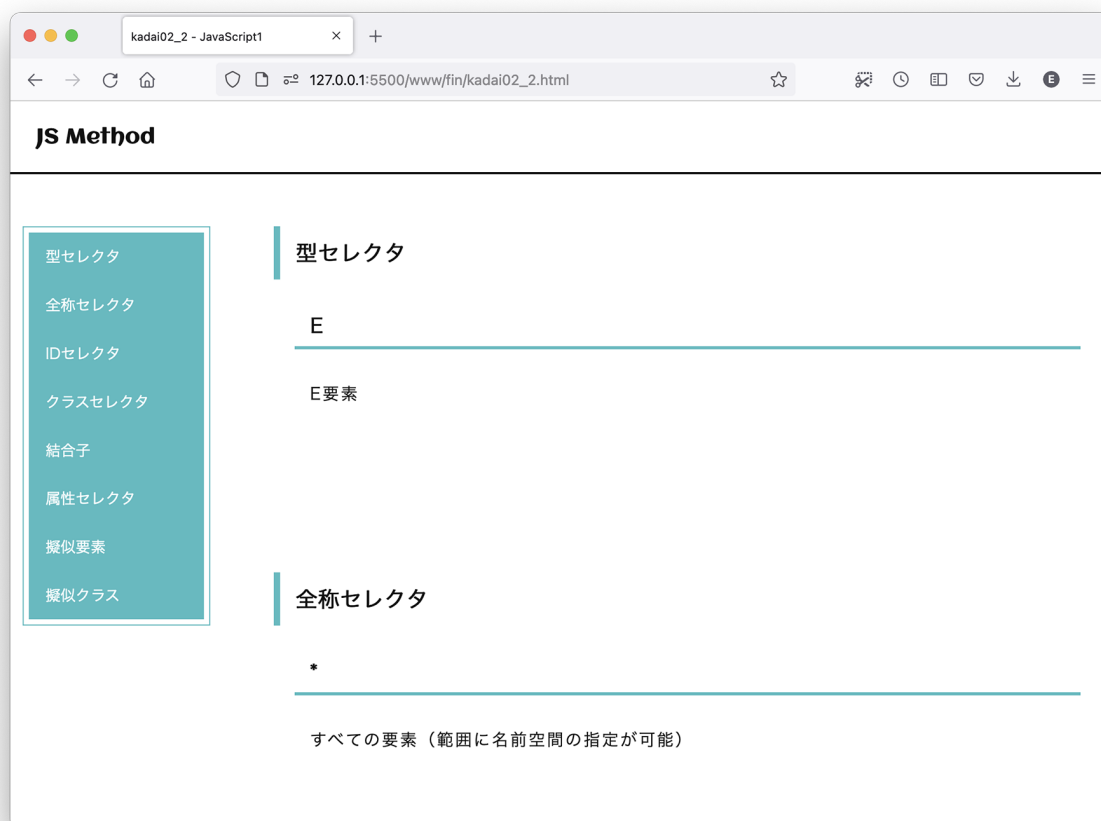 kadai02_2 - JavaScript1
127.0.0.1:5500/www/fin/kadai02_2.html
E
JS Method
型セレクタ
全称セレクタ
IDセレクタ
クラスセレクタ
結合子
属性セレクタ
擬似要素
擬似クラス
型セレクタ
E
E要素
全称セレクタ
*
すべての要素（範囲に名前空間の指定が可能）